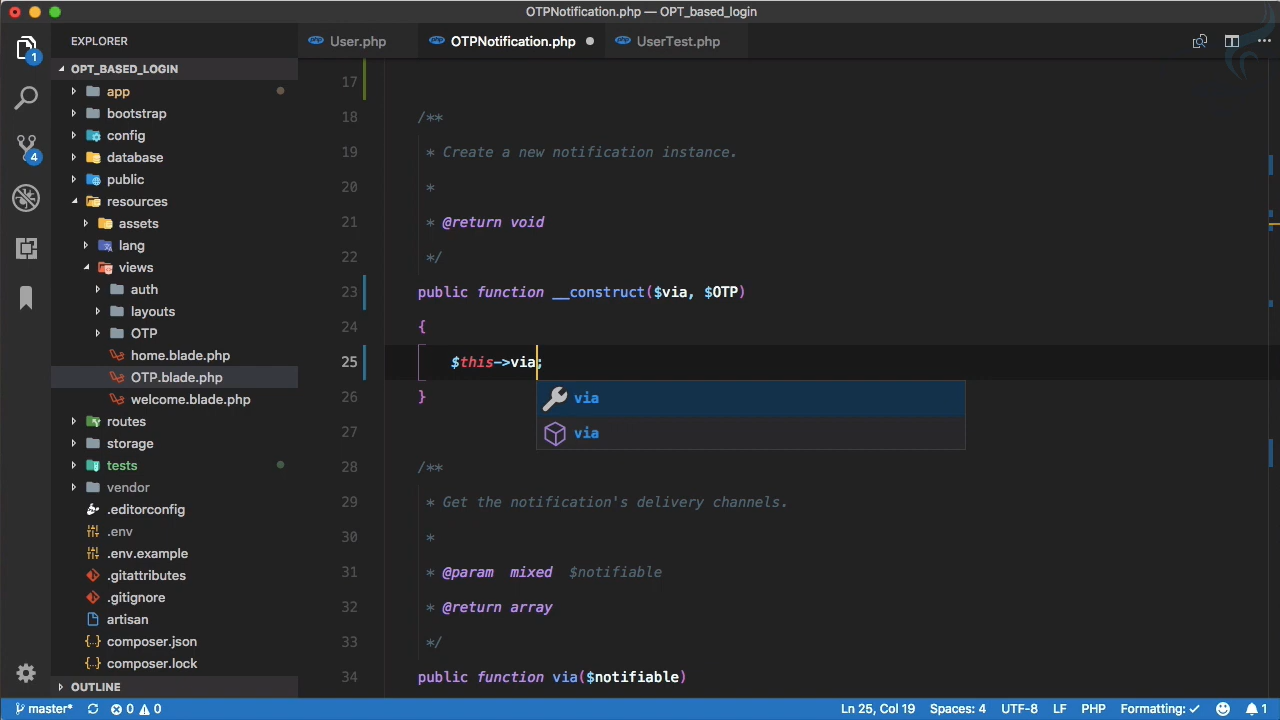 OTPNotification.php — OPT_based_login
EXPLORER
User.php
OTPNotification.php
UserTest.php
1
4
OPT_BASED_LOGIN
app
bootstrap
config
database
public
resources
assets
lang
views
auth
layouts
OTP
home.blade.php
OTP.blade.php
welcome.blade.php
routes
storage
tests
vendor
.editorconfig
.env
.env.example
.gitattributes
.gitignore
artisan
composer.json
composer.lock
OUTLINE
17
18 /**
19 * Create a new notification instance.
20 *
21 * @return void
22 */
23 public function __construct($via, $OTP)
24 {
25 $this->via;
via
via
26 }
27
28 /**
29 * Get the notification's delivery channels.
30 *
31 * @param mixed $notifiable
32 * @return array
33 */
34 public function via($notifiable)
master* 0 0 Ln 25, Col 19 Spaces: 4 UTF-8 LF PHP Formatting: ✓ 1